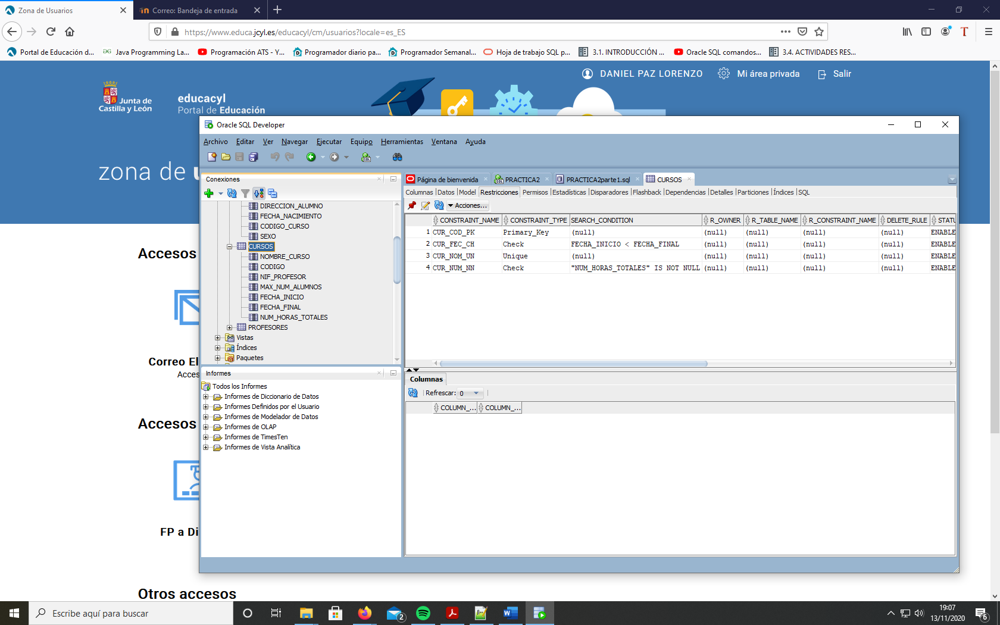 Zona de Usuarios
Correo: Bandeja de entrada
https://www.educa.jcyl.es/educacyl/cm/usuarios?locale=es_ES
Portal de Educación d...
Java Programming La...
Programación ATS - Y...
Programador diario pa...
Programador Semanal...
Hoja de trabajo SQL p...
3.1. INTRODUCCIÓN ...
Oracle SQL comandos...
3.4. ACTIVIDADES RES...
DANIEL PAZ LORENZO
Mi área privada
Salir
Junta de
Castilla y León
educacyl
Portal de Educación
zona de u
Accesos
Correo El
Acces
Accesos
FP a Di
Otros accesos
Oracle SQL Developer
Archivo Editar Ver Navegar Ejecutar Equipo Herramientas Ventana Ayuda
Conexiones
DIRECCION_ALUMNO
FECHA_NACIMIENTO
CODIGO_CURSO
SEXO
CURSOS
NOMBRE_CURSO
CODIGO
NIF_PROFESOR
MAX_NUM_ALUMNOS
FECHA_INICIO
FECHA_FINAL
NUM_HORAS_TOTALES
PROFESORES
Vistas
Índices
Paquetes
Informes
Todos los Informes
Informes de Diccionario de Datos
Informes Definidos por el Usuario
Informes de Modelador de Datos
Informes de OLAP
Informes de TimesTen
Informes de Vista Analítica
Página de bienvenida PRACTICA2 PRACTICA2parte1.sql CURSOS
Columnas Datos Model Restricciones Permisos Estadísticas Disparadores Flashback Dependencias Detalles Particiones Índices SQL
Acciones...
CONSTRAINT_NAME CONSTRAINT_TYPE SEARCH_CONDITION R_OWNER R_TABLE_NAME R_CONSTRAINT_NAME DELETE_RULE STATU
1 CUR_COD_PK Primary_Key (null) (null) (null) (null) (null) ENABLE
2 CUR_FEC_CH Check FECHA_INICIO < FECHA_FINAL (null) (null) (null) (null) ENABLE
3 CUR_NOM_UN Unique (null) (null) (null) (null) (null) ENABLE
4 CUR_NUM_NN Check "NUM_HORAS_TOTALES" IS NOT NULL (null) (null) (null) (null) ENABLE
Columnas
Refrescar: 0
COLUMN_... COLUMN_...
Escribe aquí para buscar
2
19:07
13/11/2020
6